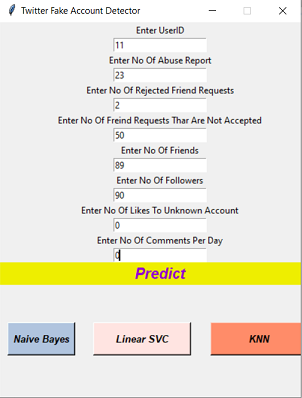 Twitter Fake Account Detector
Enter UserID
11
Enter No Of Abuse Report
23
Enter No Of Rejected Friend Requests
2
Enter No Of Freind Requests Thar Are Not Accepted
50
Enter No Of Friends
89
Enter No Of Followers
90
Enter No Of Likes To Unknown Account
0
Enter No Of Comments Per Day
0
Predict
Naive Bayes Linear SVC KNN